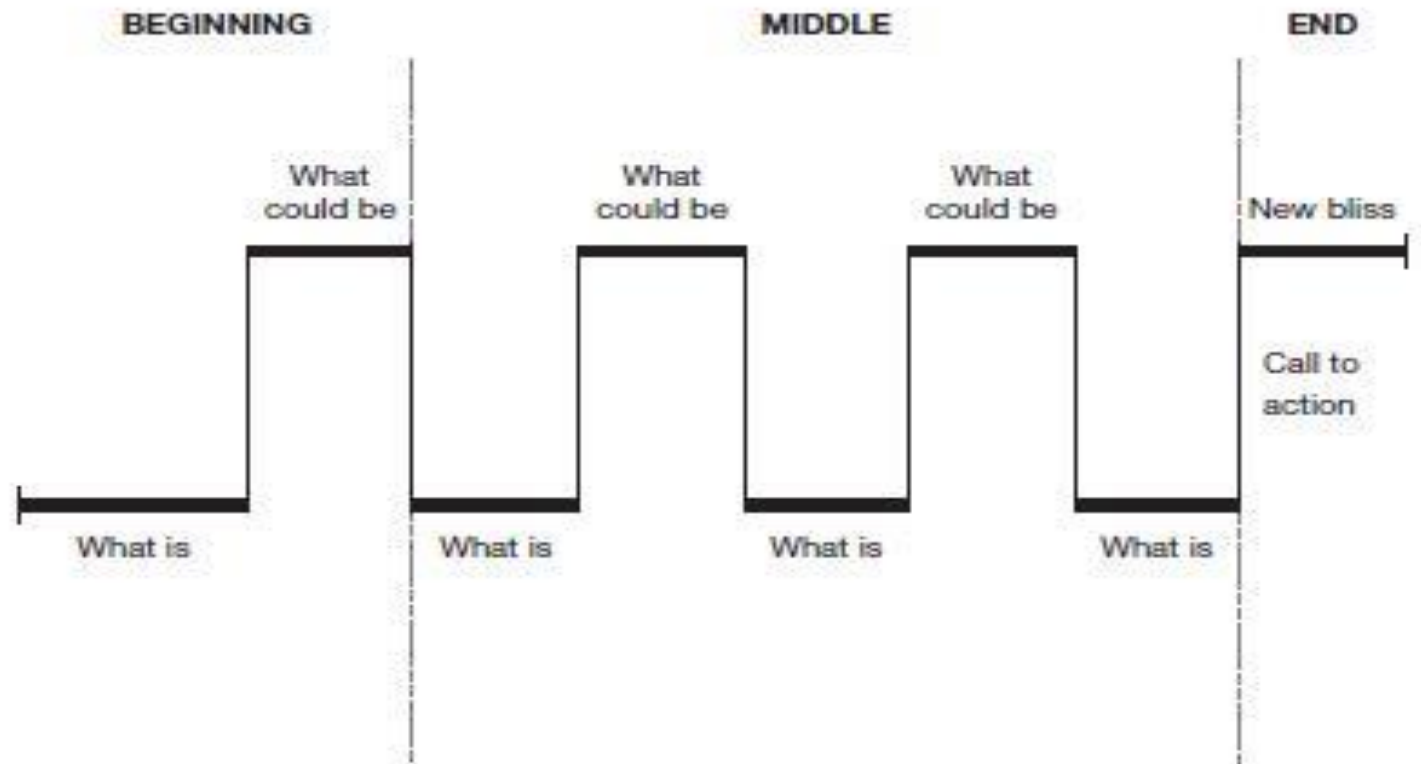 BEGINNING
MIDDLE
END
What
could be
What
could be
What
could be
New bliss
Call to
action
What is
What is
What is
What is